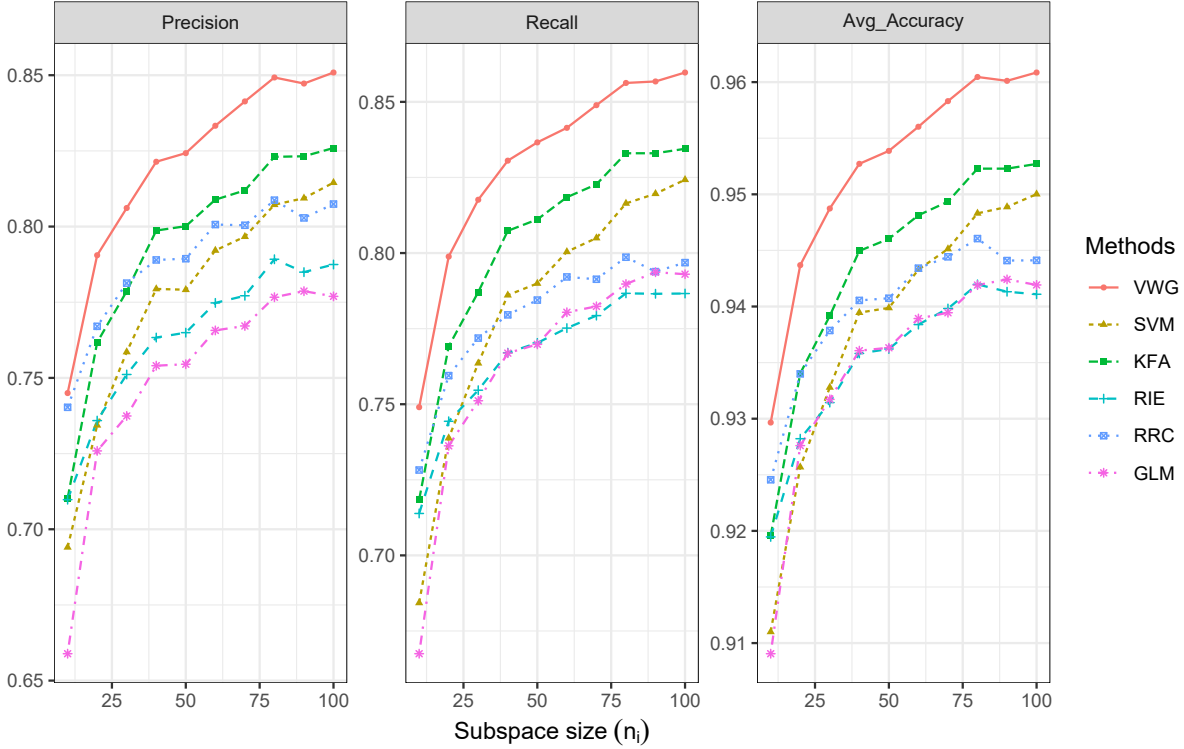 Precision
Recall
Avg_Accuracy
0.85
0.80
0.75
0.70
0.65
25 50 75 100
0.85
0.80
0.75
0.70
25 50 75 100
0.96
0.95
0.94
0.93
0.92
0.91
25 50 75 100
Subspace size (nᵢ)
Methods
VWG
SVM
KFA
RIE
RRC
GLM